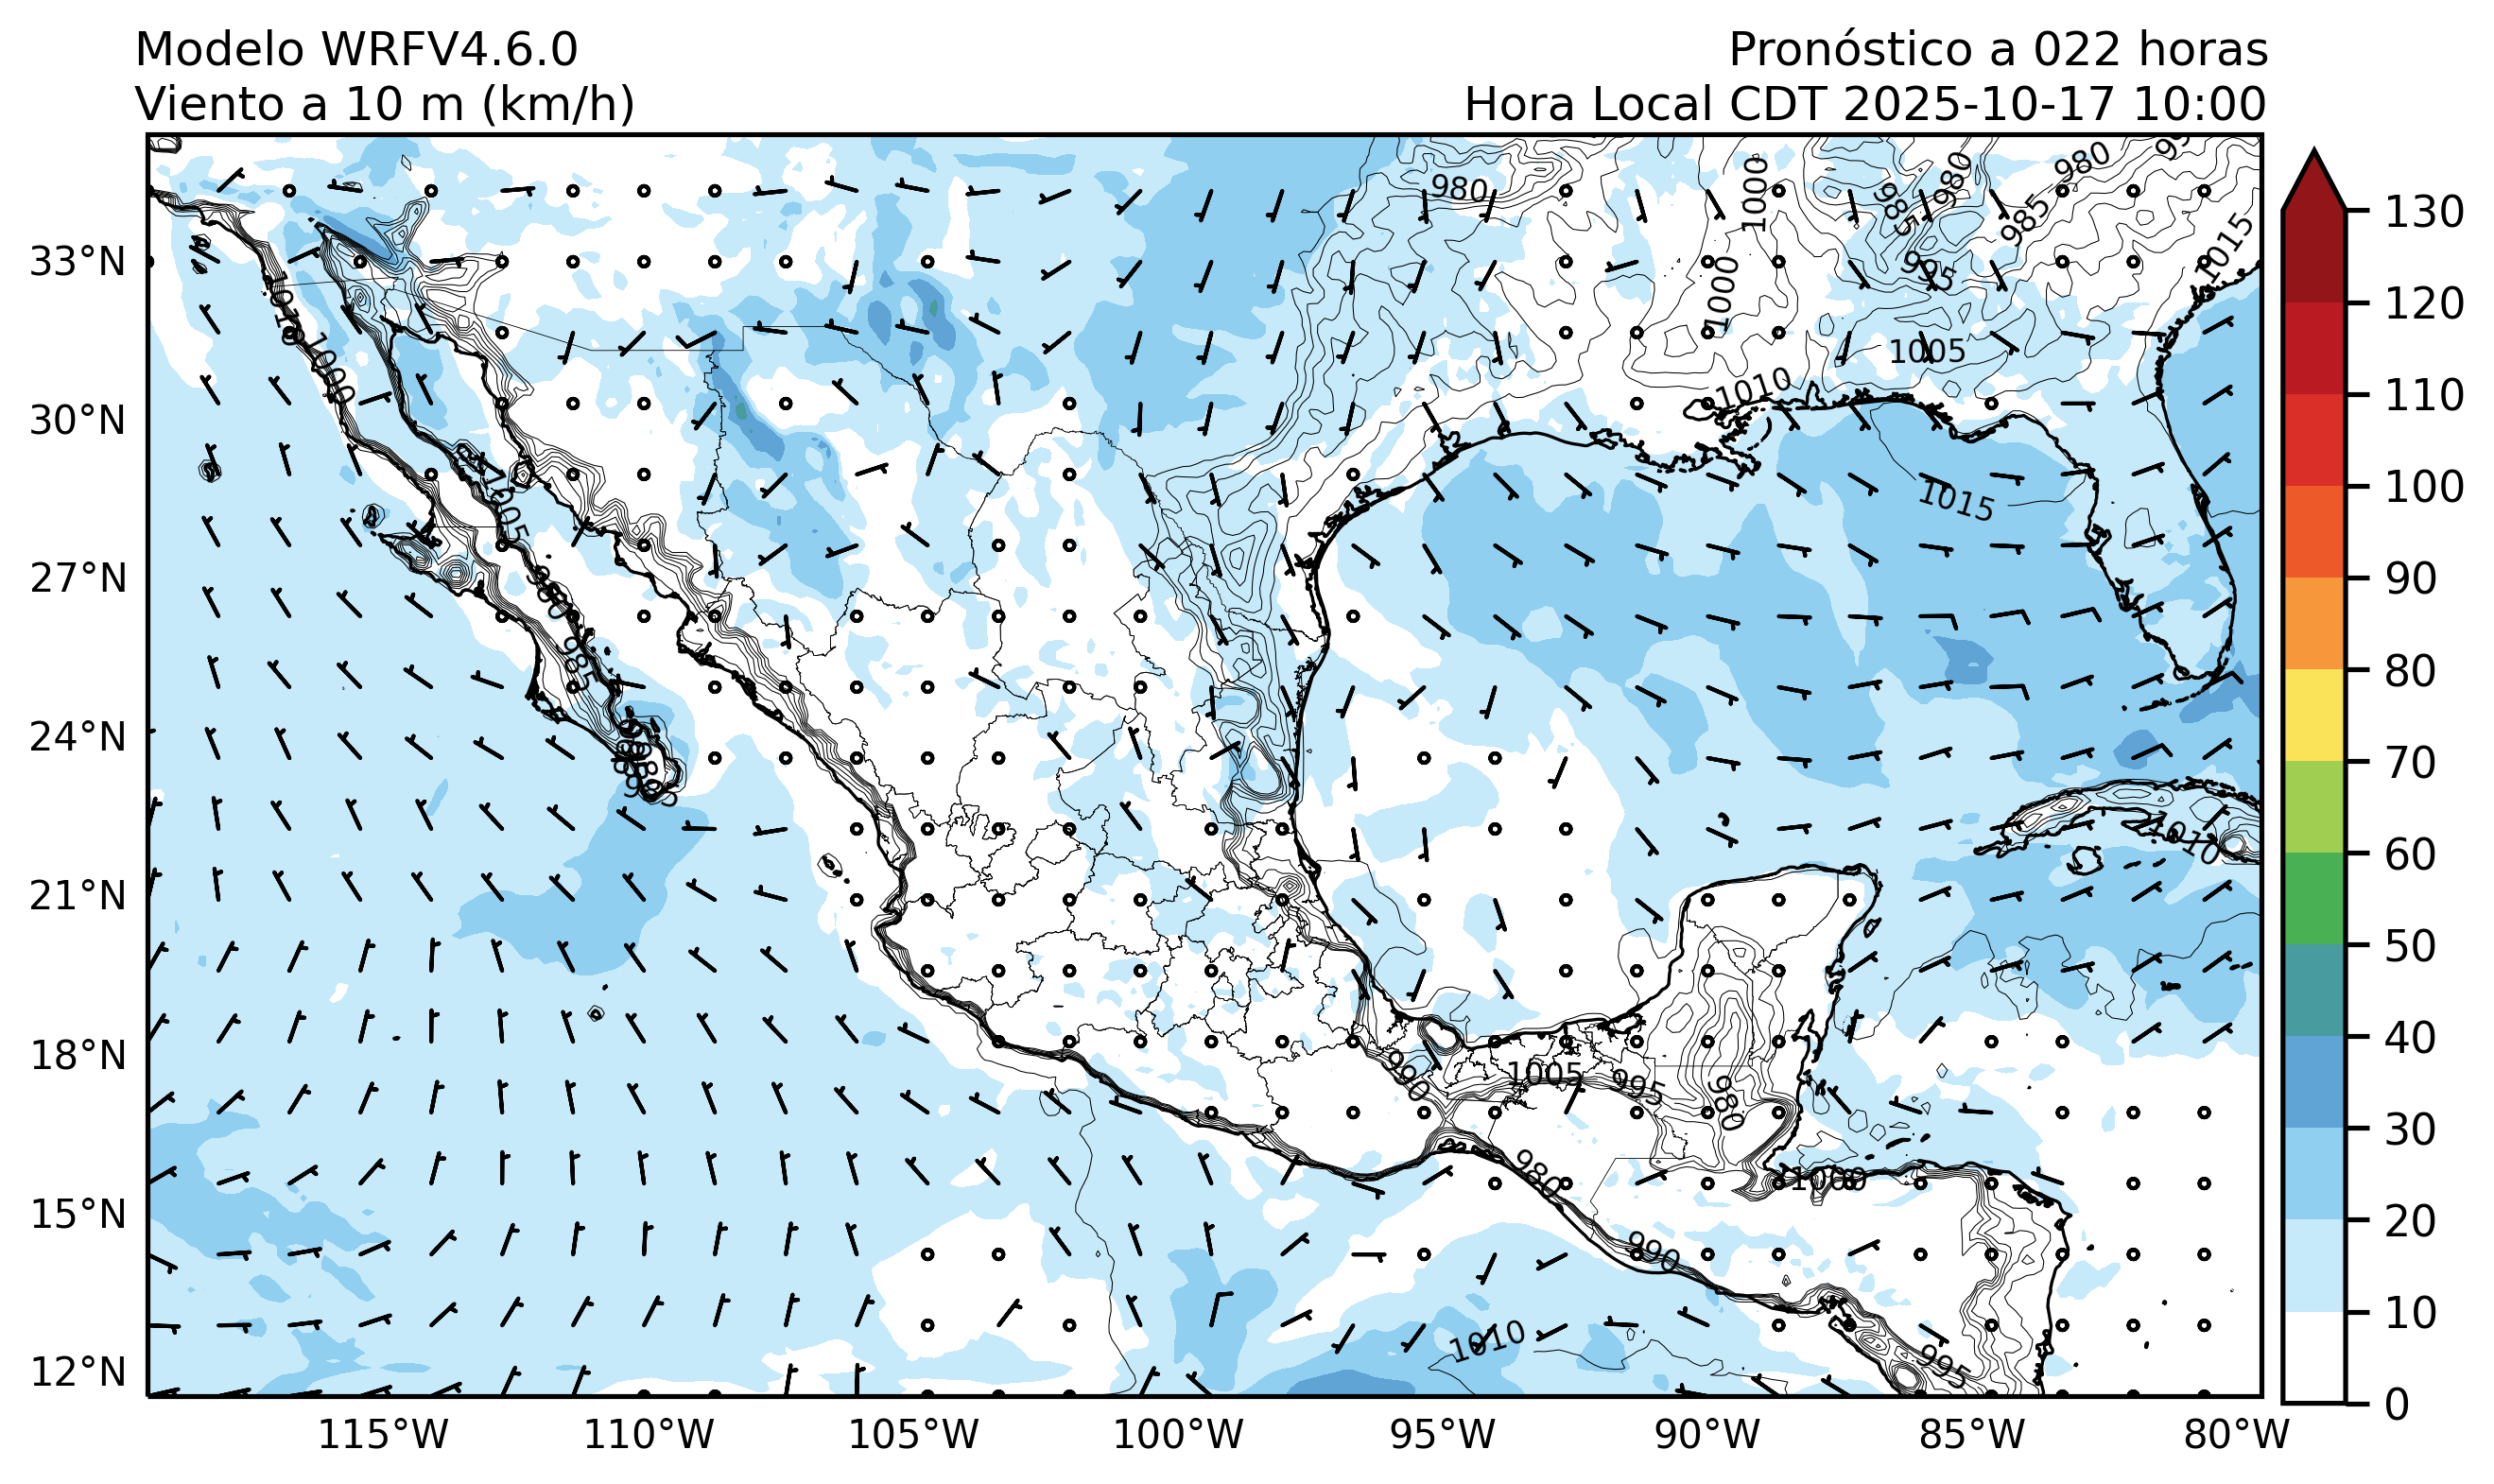 Modelo WRFV4.6.0
Viento a 10 m (km/h)
Pronóstico a 022 horas
Hora Local CDT 2025-10-17 10:00
33°N
30°N
27°N
24°N
21°N
18°N
15°N
12°N
115°W
110°W
105°W
100°W
95°W
90°W
85°W
80°W
130
120
110
100
90
80
70
60
50
40
30
20
10
0
980
1000
985
980
980
985
995
1015
1000
1005
1010
1015
1010
1000
1005
980
985
1010
990
1005
995
980
980
1000
990
1010
995